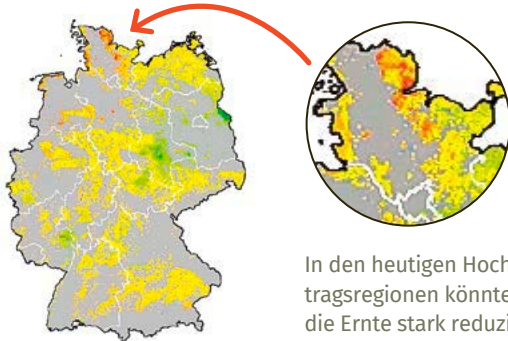 In den heutigen Hoch
tragsregionen könnte
die Ernte stark reduzi